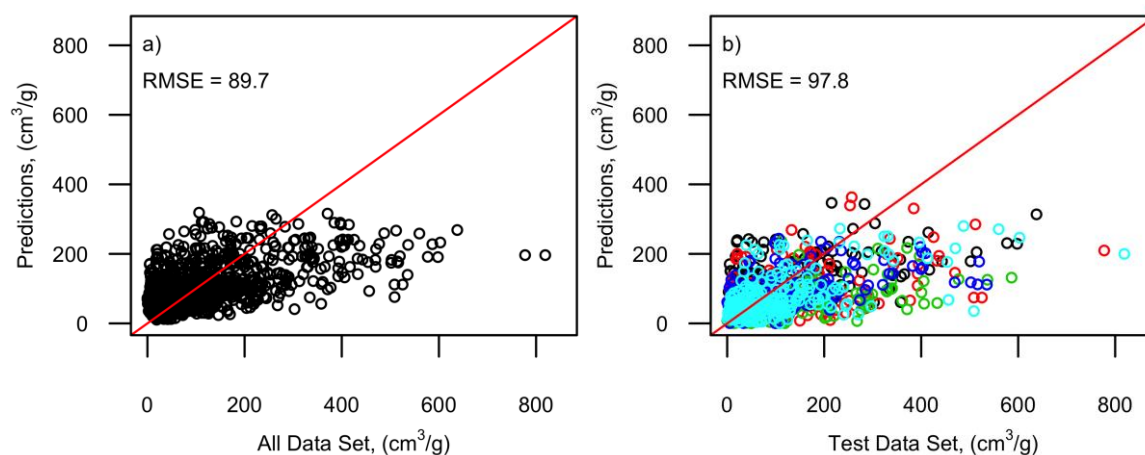 a)
RMSE = 89.7
Predictions, (cm³/g)
800
600
400
200
0
0 200 400 600 800
All Data Set, (cm³/g)
b)
RMSE = 97.8
Predictions, (cm³/g)
800
600
400
200
0
0 200 400 600 800
Test Data Set, (cm³/g)